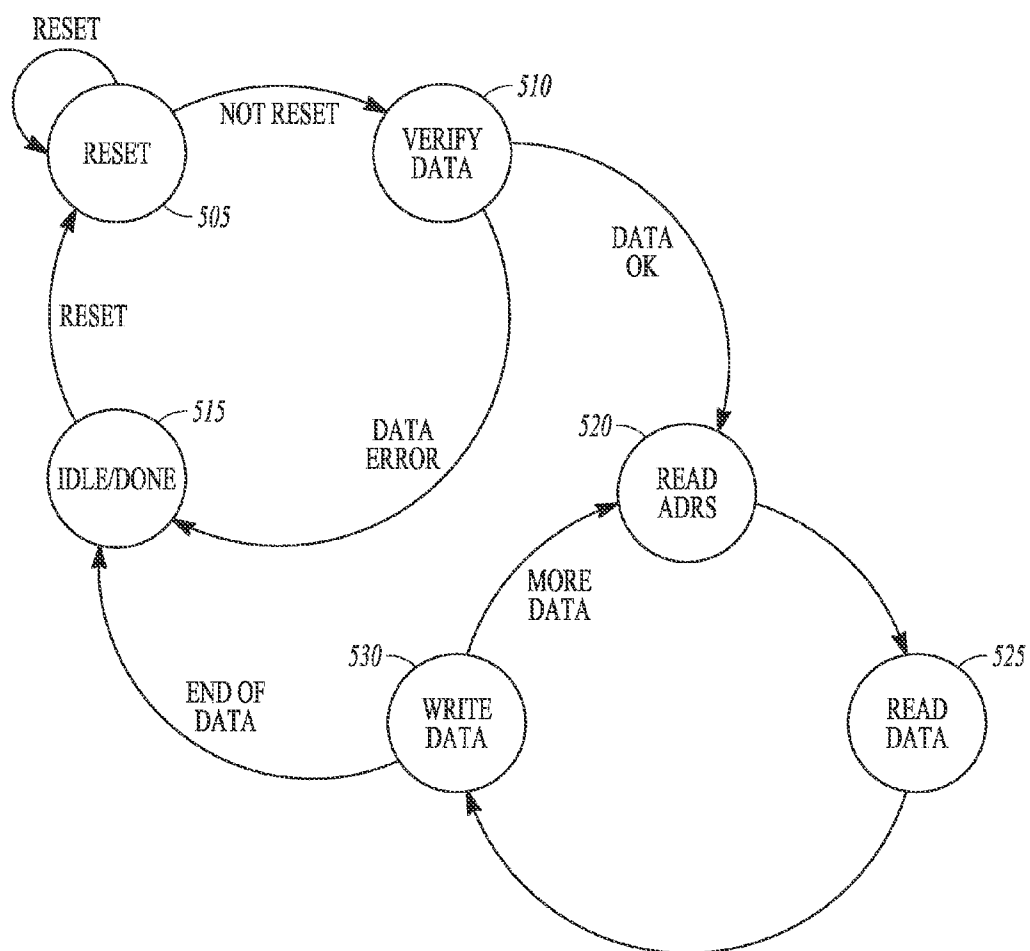 RESET
510
NOT RESET
RESET
VERIFY
DATA
505
DATA
OK
RESET
515
520
DATA
ERROR
IDLE/DONE
READ
ADRS
MORE
DATA
530
525
END OF
DATA
WRITE
DATA
READ
DATA